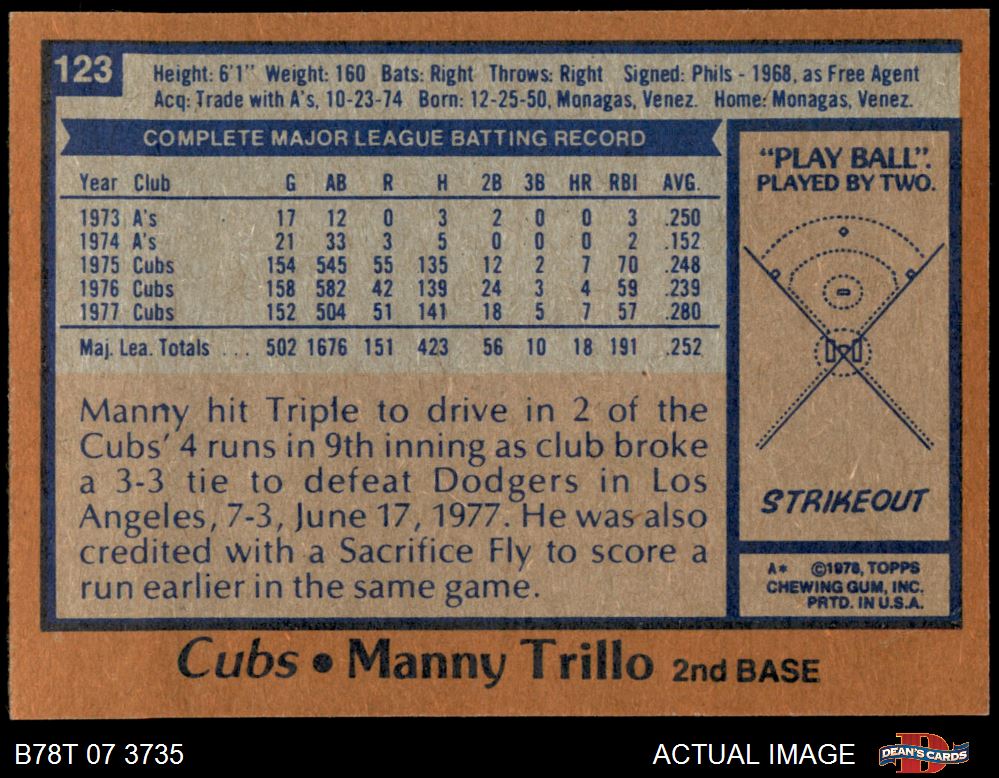 123
Height: 6'1" Weight: 160 Bats: Right Throws: Right Signed: Phils - 1968, as Free Agent
Acq: Trade with A's, 10-23-74 Born: 12-25-50, Monagas, Venez. Home: Monagas, Venez.
COMPLETE MAJOR LEAGUE BATTING RECORD
Year Club G AB R H 2B 3B HR RBI AVG.
1973 A's 17 12 0 3 2 0 0 3 .250
1974 A's 21 33 3 5 0 0 0 2 .152
1975 Cubs 154 545 55 135 12 2 7 70 .248
1976 Cubs 158 582 42 139 24 3 4 59 .239
1977 Cubs 152 504 51 141 18 5 7 57 .280
Maj. Lea. Totals ... 502 1676 151 423 56 10 18 191 .252
Manny hit Triple to drive in 2 of the
Cubs' 4 runs in 9th inning as club broke
a 3-3 tie to defeat Dodgers in Los
Angeles, 7-3, June 17, 1977. He was also
credited with a Sacrifice Fly to score a
run earlier in the same game.
"PLAY BALL".
PLAYED BY TWO.
STRIKEOUT
A* ©1978, TOPPS
CHEWING GUM, INC.
PRTD. IN U.S.A.
Cubs • Manny Trillo 2nd BASE
B78T 07 3735
ACTUAL IMAGE
D
DEAN'S CARDS